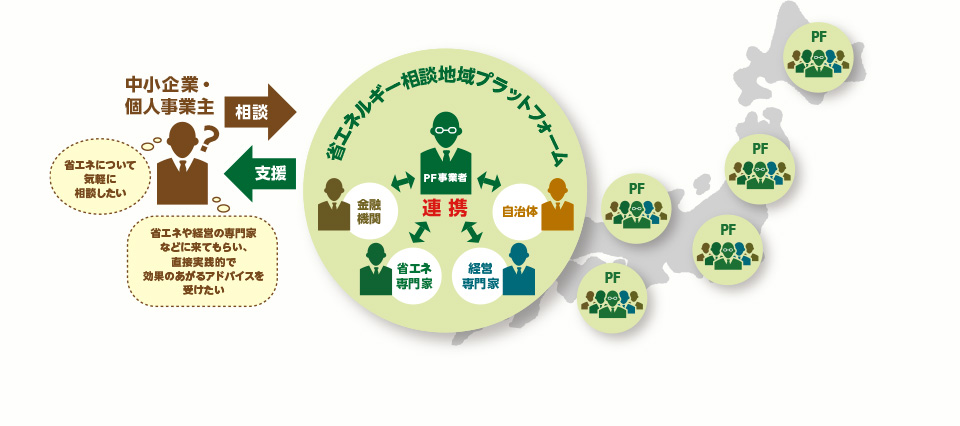 中小企業・
個人事業主
相談
?
支援
省エネについて
気軽に
相談したい
省エネや経営の専門家
などに来てもらい、
直接実践的で
効果のあがるアドバイスを
受けたい
省エネルギー相談地域プラットフォーム
PF事業者
連携
金融
機関
自治体
省エネ
専門家
経営
専門家
PF
PF
PF
PF
PF